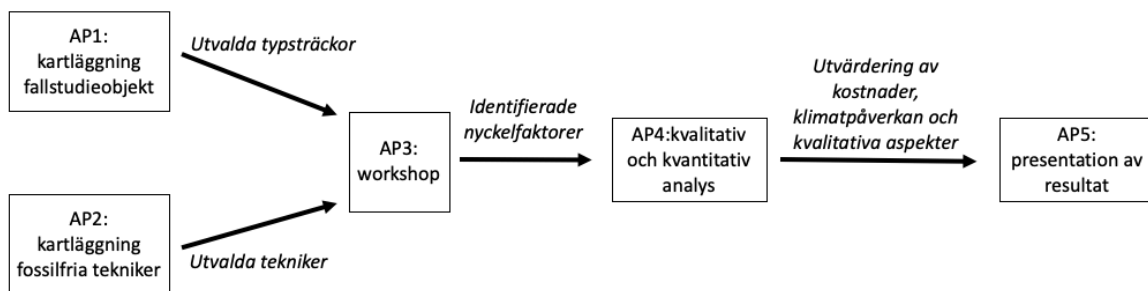 AP1:
kartläggning
fallstudieobjekt
Utvalda typsträckor
AP2:
kartläggning
fossilfria tekniker
Utvalda tekniker
AP3:
workshop
Identifierade
nyckelfaktorer
AP4:kvalitativ
och kvantitativ
analys
Utvärdering av
kostnader,
klimatpåverkan och
kvalitativa aspekter
AP5:
presentation av
resultat